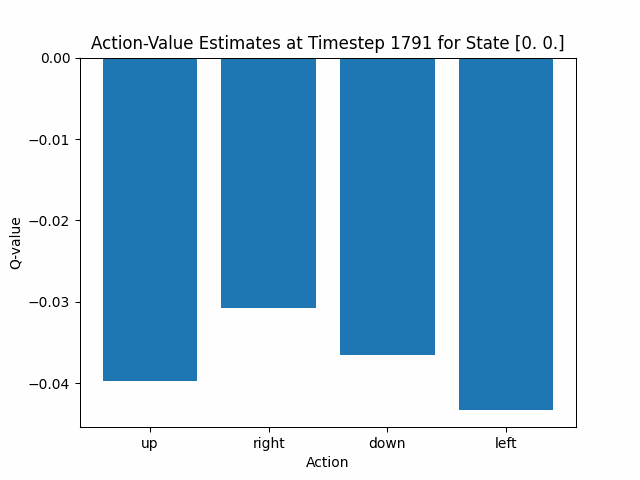 Action-Value Estimates at Timestep 1791 for State [0. 0.]
0.00
−0.01
−0.02
−0.03
−0.04
Q-value
up right down left
Action